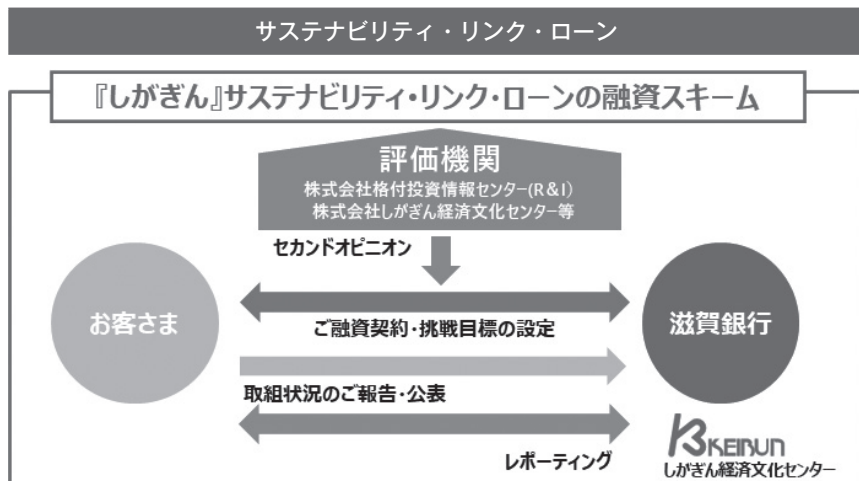 サステナビリティ・リンク・ローン
『しがぎん』サステナビリティ・リンク・ローンの融資スキーム
評価機関
株式会社格付投資情報センター(R&I)
株式会社しがぎん経済文化センター等
セカンドオピニオン
お客さま
滋賀銀行
ご融資契約・挑戦目標の設定
取組状況のご報告・公表
レポーティング
KEIBUN
しがぎん経済文化センター